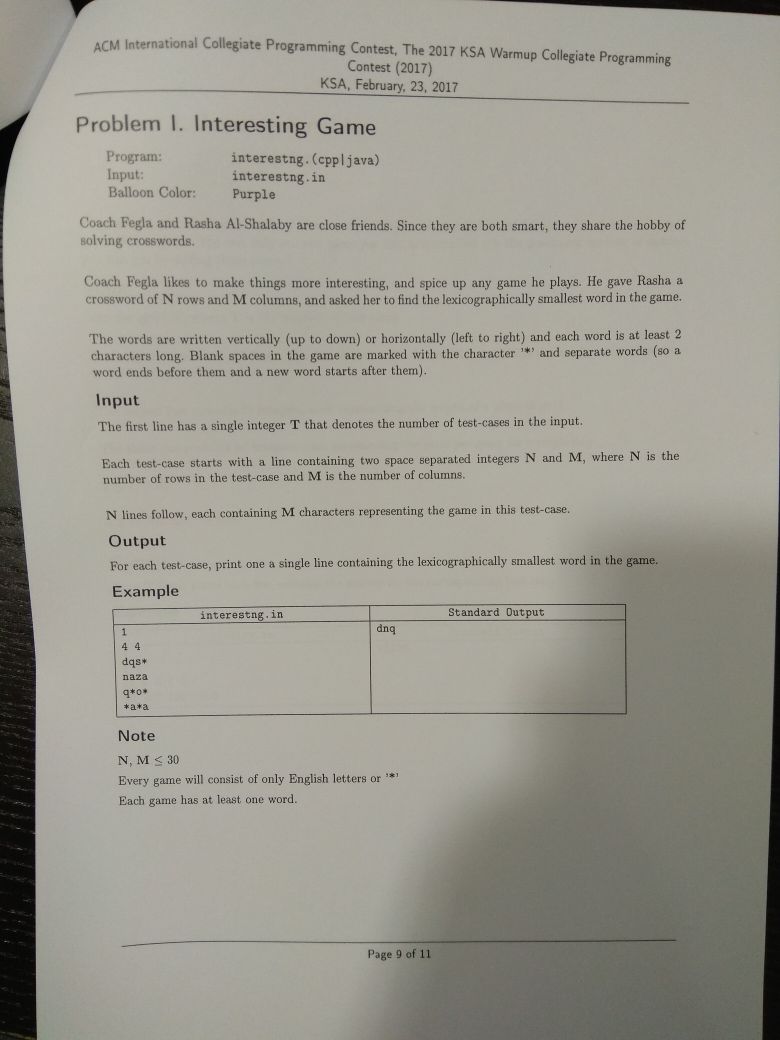 ACM International Collegiate Programming Contest, The 2017 KSA Warmup Collegiate Programming
Contest (2017)
KSA, February, 23, 2017
Problem I. Interesting Game
Program: interestng.(cpp|java)
Input: interestng.in
Balloon Color: Purple
Coach Fegla and Rasha Al-Shalaby are close friends. Since they are both smart, they share the hobby of
solving crosswords.
Coach Fegla likes to make things more interesting, and spice up any game he plays. He gave Rasha a
crossword of N rows and M columns, and asked her to find the lexicographically smallest word in the game.
The words are written vertically (up to down) or horizontally (left to right) and each word is at least 2
characters long. Blank spaces in the game are marked with the character '*' and separate words (so a
word ends before them and a new word starts after them).
Input
The first line has a single integer T that denotes the number of test-cases in the input.
Each test-case starts with a line containing two space separated integers N and M, where N is the
number of rows in the test-case and M is the number of columns.
N lines follow, each containing M characters representing the game in this test-case.
Output
For each test-case, print one a single line containing the lexicographically smallest word in the game.
Example
interestng.in Standard Output
1 dnq
4 4
dqs*
naza
q*o*
*a*a
Note
N, M ≤ 30
Every game will consist of only English letters or '*'
Each game has at least one word.
Page 9 of 11